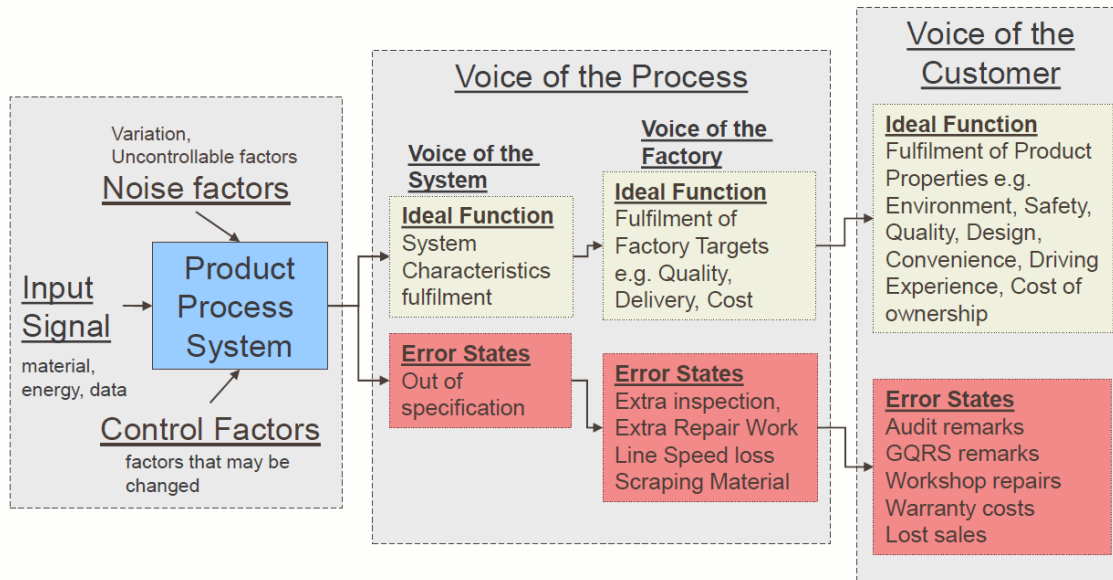 Variation,
Uncontrollable factors
Noise factors
Input
Signal
material,
energy, data
Product
Process
System
Control Factors
factors that may be
changed
Voice of the Process
Voice of the
System
Ideal Function
System
Characteristics
fulfilment
Error States
Out of
specification
Voice of the
Factory
Ideal Function
Fulfilment of
Factory Targets
e.g. Quality,
Delivery, Cost
Error States
Extra inspection,
Extra Repair Work
Line Speed loss
Scraping Material
Voice of the
Customer
Ideal Function
Fulfilment of Product
Properties e.g.
Environment, Safety,
Quality, Design,
Convenience, Driving
Experience, Cost of
ownership
Error States
Audit remarks
GQRS remarks
Workshop repairs
Warranty costs
Lost sales